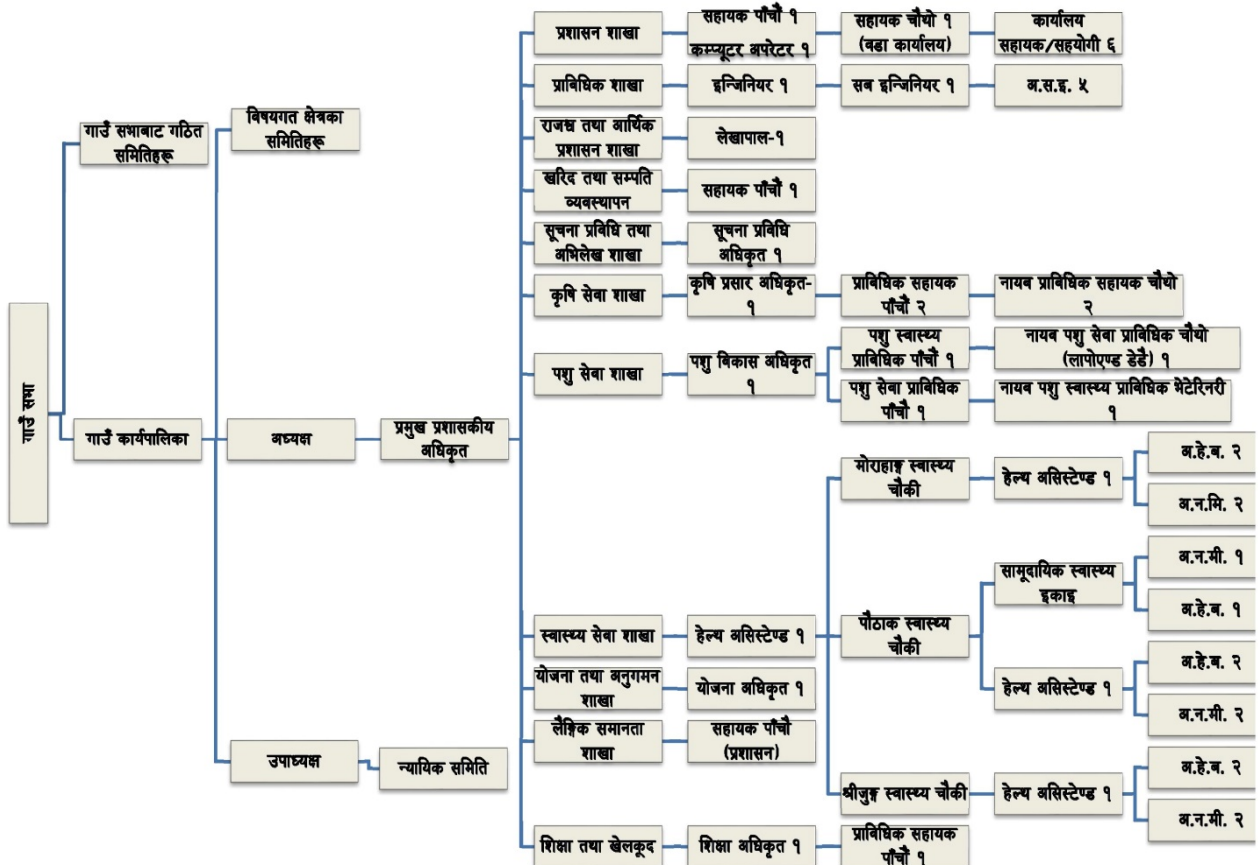 प्रशासन शाखा
सहायक पाँचौं १
कम्प्यूटर अपरेटर १
सहायक चौथो १
(वडा कार्यालय)
कार्यालय
सहायक/सहयोगी ६
प्राबिधिक शाखा
इन्जिनियर १
सब इन्जिनियर १
अ.स.इ. ५
गाउँ सभाबाट गठित
समितिहरू
बिषयगत क्षेत्रका
समितिहरू
राजश्व तथा आर्थिक
प्रशासन शाखा
लेखापाल-१
खरिद तथा सम्पति
व्यबस्थापन
सहायक पाँचौं १
सूचना प्रबिधि तथा
अभिलेख शाखा
सूचना प्रबिधि
अधिकृत १
कृषि सेवा शाखा
कृषि प्रसार अधिकृत-
१
प्राबिधिक सहायक
पाँचौं २
नायब प्राबिधिक सहायक चौथो
२
पशु सेवा शाखा
पशु बिकास अधिकृत
१
पशु स्वास्थ्य
प्राबिधिक पाँचौं १
नायब पशु सेवा प्राबिधिक चौथो
(लापोएण्ड डेडै) १
पशु सेवा प्राबिधिक
पाँचौ १
नायब पशु स्वास्थ्य प्राबिधिक भेटेरिनरी
१
गाउँ सभा
गाउँ कार्यपालिका
अध्यक्ष
प्रमुख प्रशासकीय
अधिकृत
मोराहाङ्ग स्वास्थ्य
चौकी
हेल्थ असिस्टेण्ड १
अ.हे.ब. २
अ.न.मि. २
स्वास्थ्य सेवा शाखा
हेल्थ असिस्टेण्ड १
पौठाक स्वास्थ्य
चौकी
सामूदायिक स्वास्थ्य
इकाइ
अ.न.मी. १
अ.हे.ब. १
हेल्थ असिस्टेण्ड १
अ.हे.ब. २
अ.न.मी. २
योजना तथा अनुगमन
शाखा
योजना अधिकृत १
लैङ्गिक समानता
शाखा
सहायक पाँचौ
(प्रशासन)
उपाध्यक्ष
न्यायिक समिति
श्रीजुङ्ग स्वास्थ्य चौकी
हेल्थ असिस्टेण्ड १
अ.हे.ब. २
अ.न.मी. २
शिक्षा तथा खेलकूद
शिक्षा अधिकृत १
प्राबिधिक सहायक
पाँचौं १